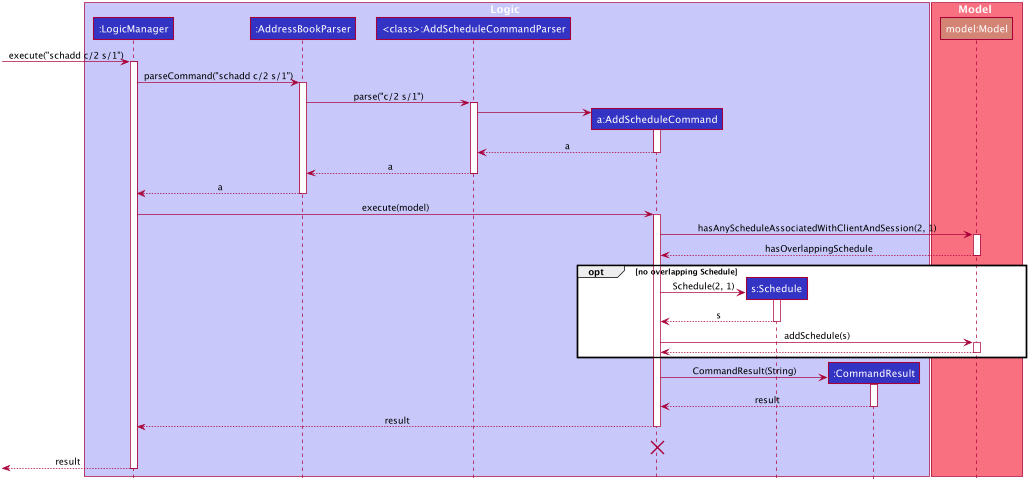 Logic
Model
:LogicManager
:AddressBookParser
<class>:AddScheduleCommandParser
model:Model
execute("schadd c/2 s/1")
parseCommand("schadd c/2 s/1")
parse("c/2 s/1")
a:AddScheduleCommand
a
a
a
execute(model)
hasAnyScheduleAssociatedWithClientAndSession(2, 1)
hasOverlappingSchedule
opt
[no overlapping Schedule]
Schedule(2, 1)
s:Schedule
s
addSchedule(s)
CommandResult(String)
:CommandResult
result
result
result